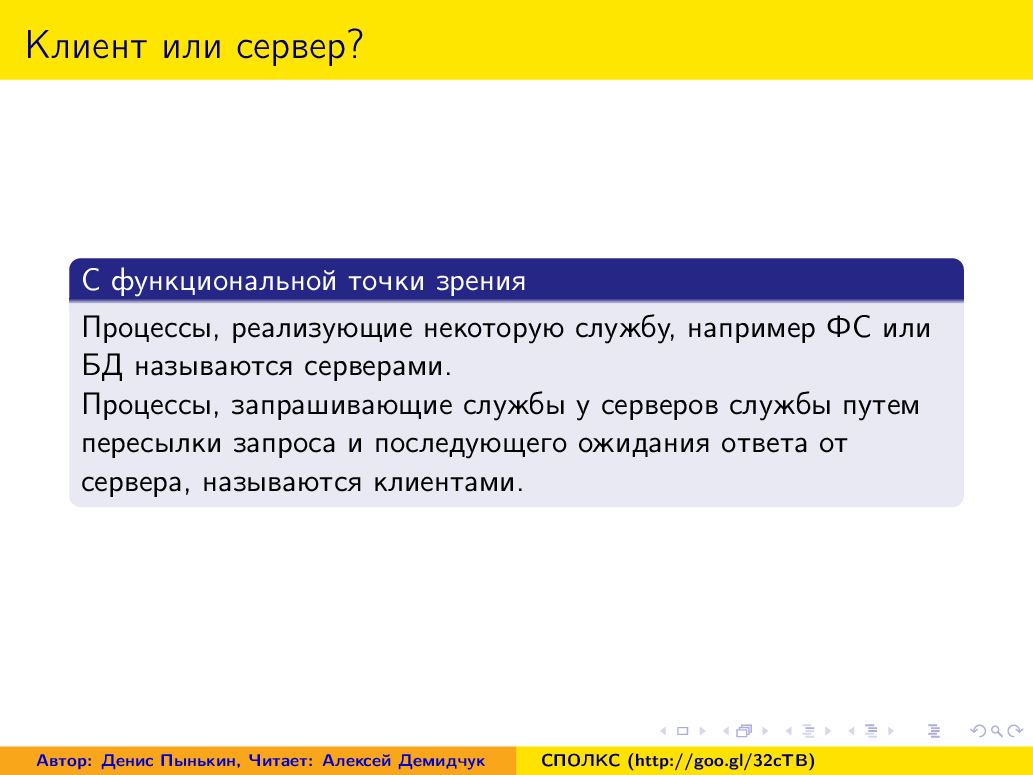 Клиент или сервер?
С функциональной точки зрения
Процессы, реализующие некоторую службу, например ФС или
БД называются серверами.
Процессы, запрашивающие службы у серверов службы путем
пересылки запроса и последующего ожидания ответа от
сервера, называются клиентами.
Автор: Денис Пынькин, Читает: Алексей Демидчук
СПОЛКС (http://goo.gl/32cTB)